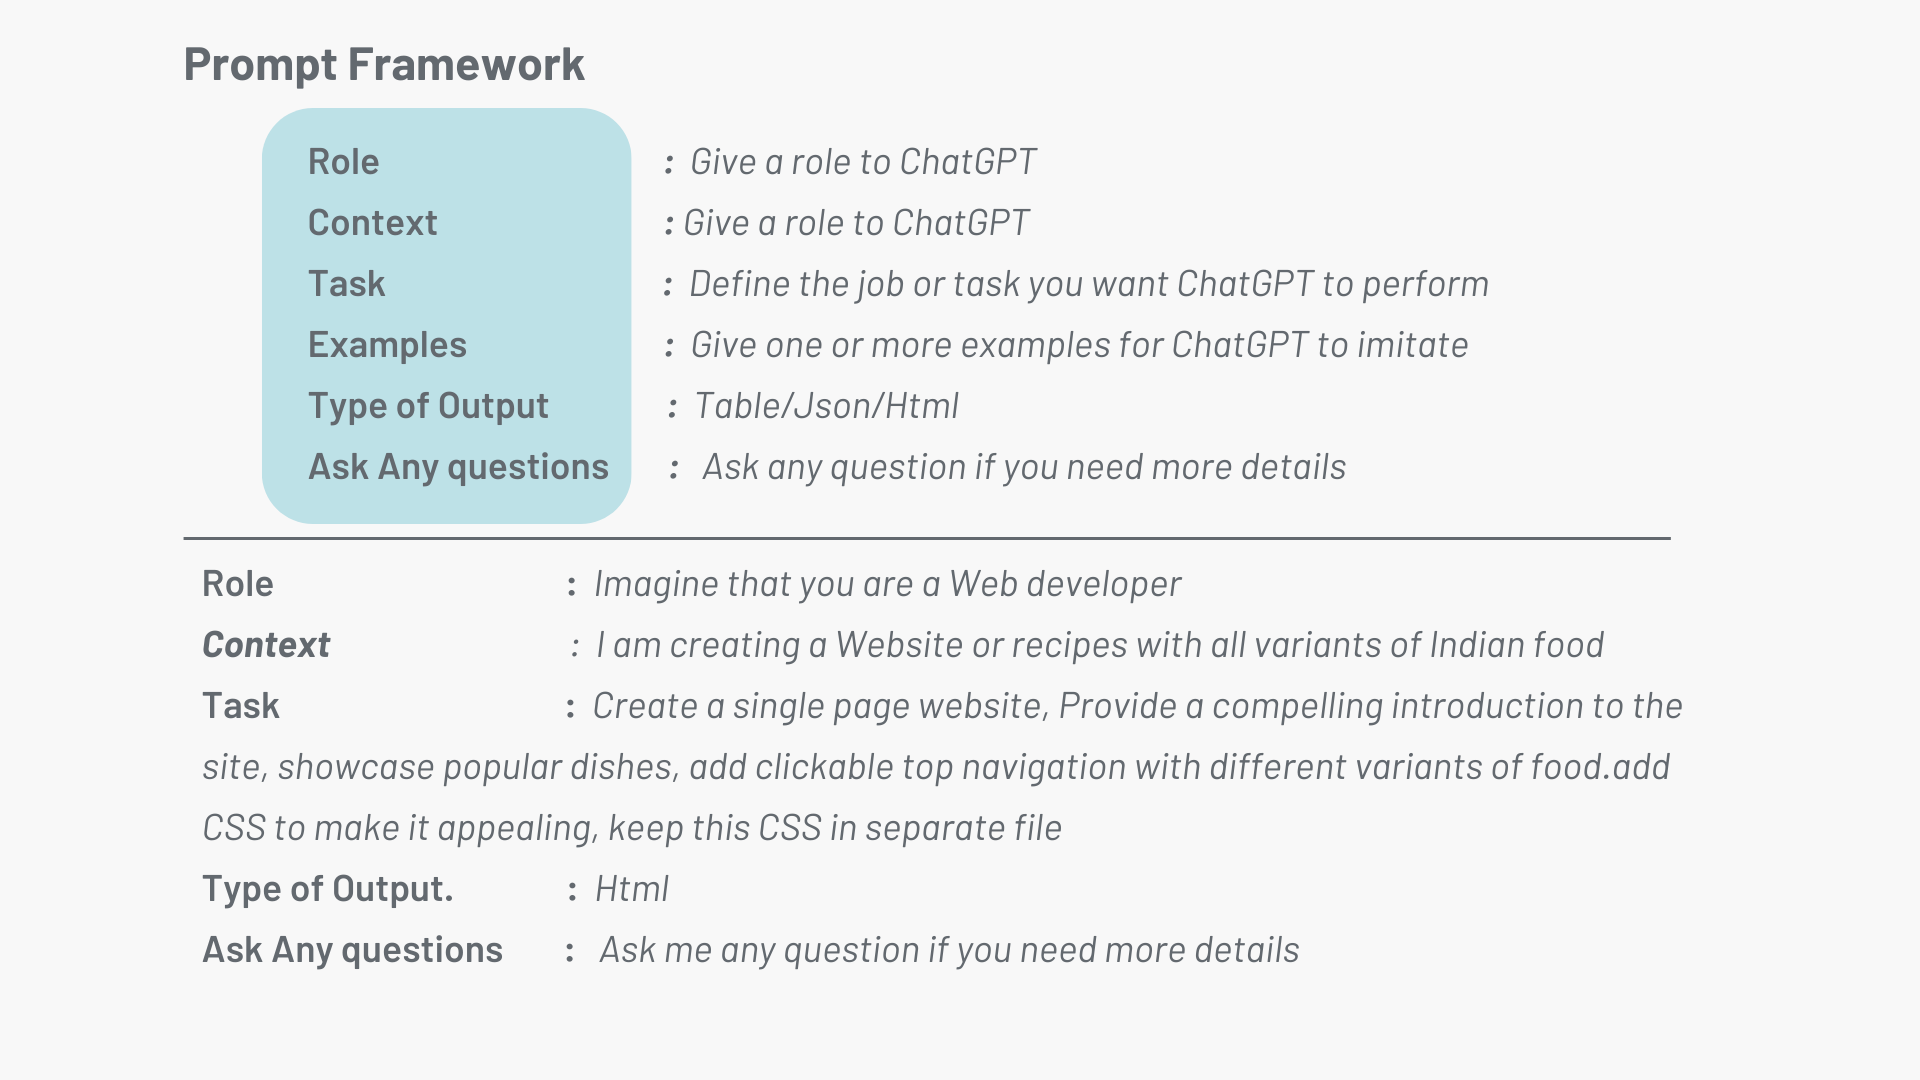 Prompt Framework
Role : Give a role to ChatGPT
Context : Give a role to ChatGPT
Task : Define the job or task you want ChatGPT to perform
Examples : Give one or more examples for ChatGPT to imitate
Type of Output : Table/Json/Html
Ask Any questions : Ask any question if you need more details
Role : Imagine that you are a Web developer
Context : I am creating a Website or recipes with all variants of Indian food
Task : Create a single page website, Provide a compelling introduction to the
site, showcase popular dishes, add clickable top navigation with different variants of food.add
CSS to make it appealing, keep this CSS in separate file
Type of Output. : Html
Ask Any questions : Ask me any question if you need more details